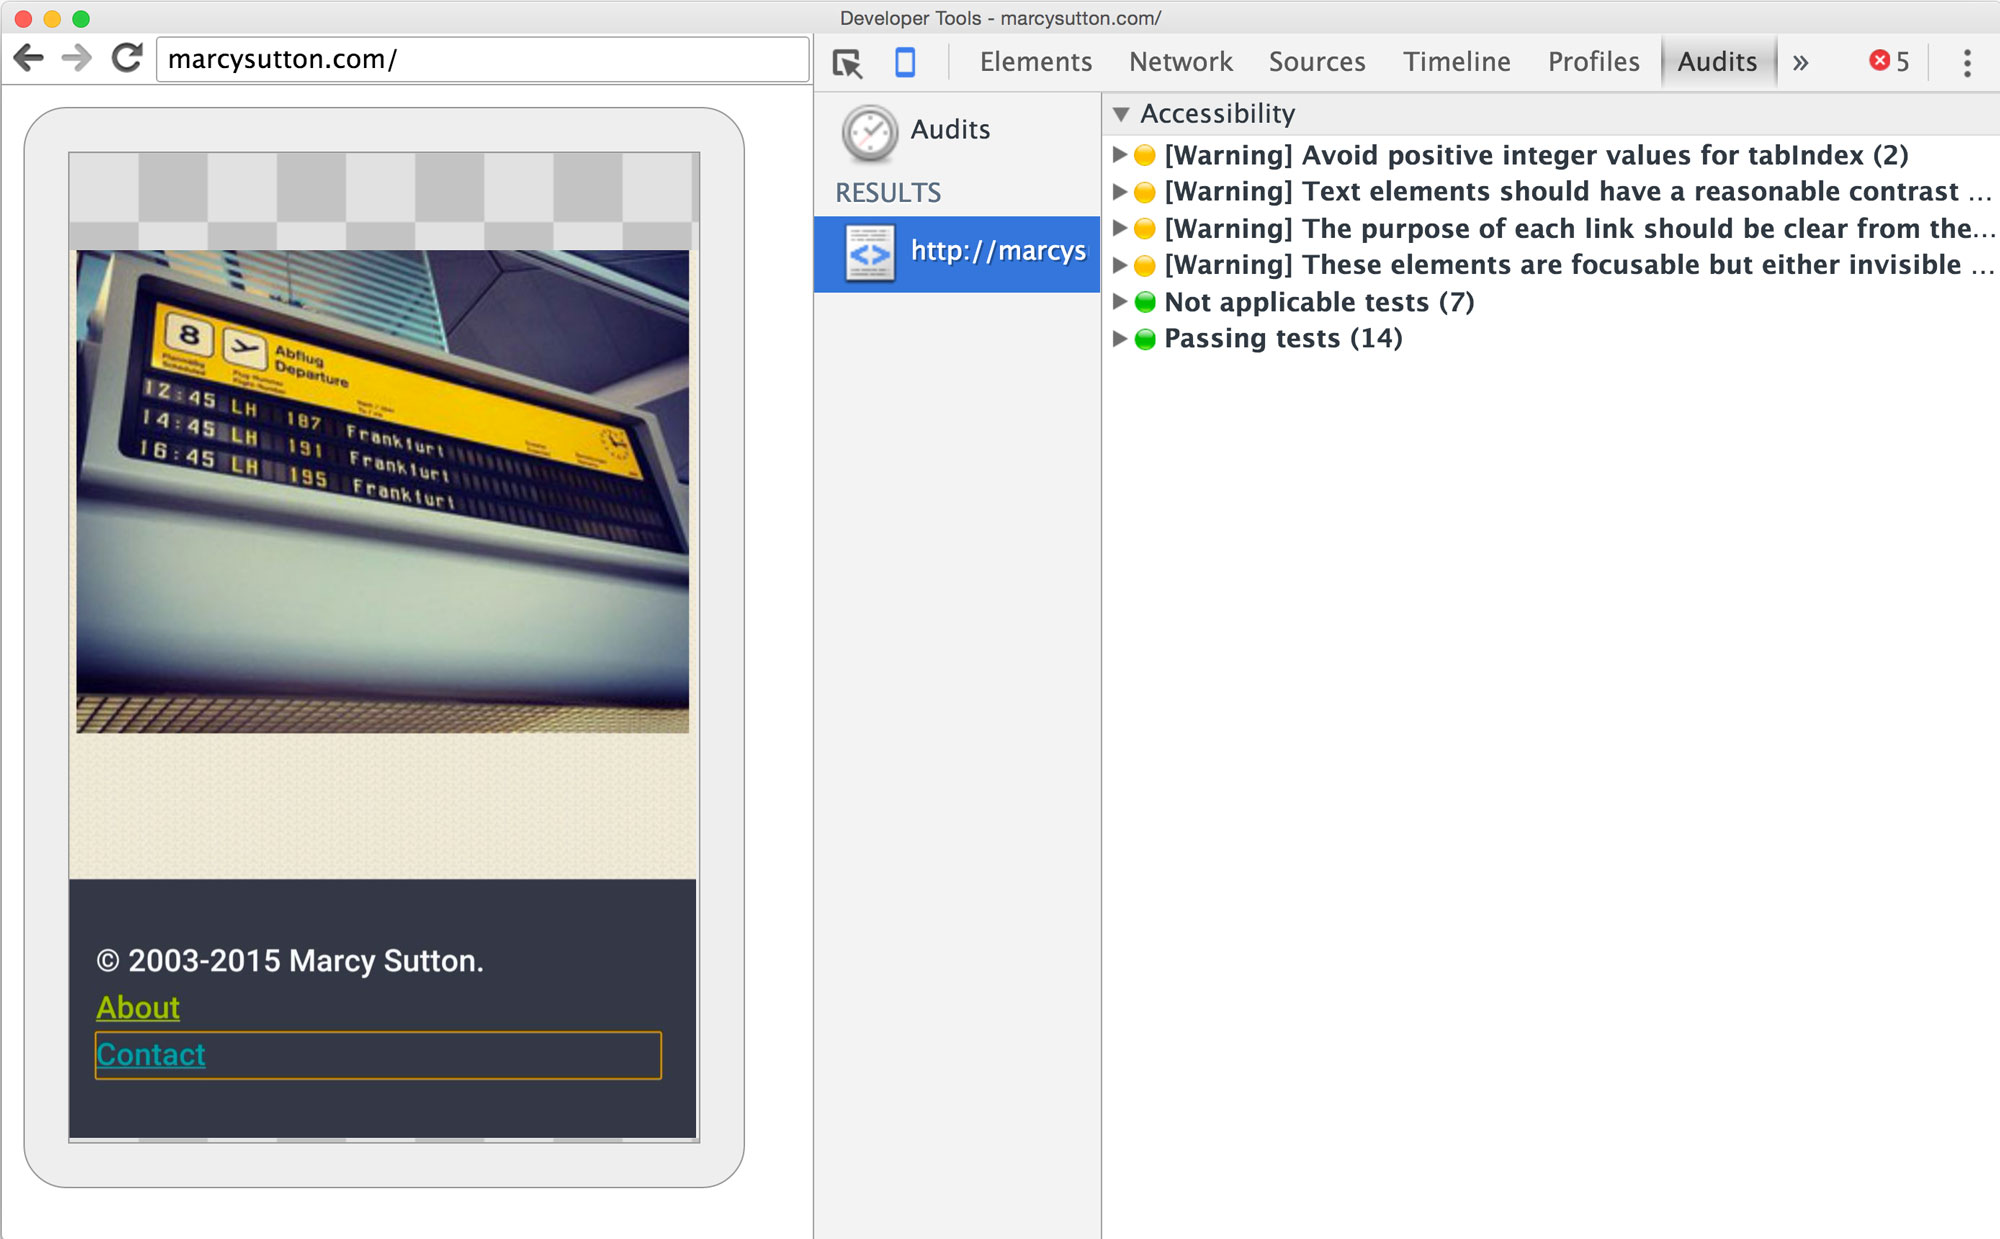 Developer Tools - marcysutton.com/
marcysutton.com/
Elements Network Sources Timeline Profiles Audits » 5
Audits
RESULTS
http://marcys
Accessibility
[Warning] Avoid positive integer values for tabIndex (2)
[Warning] Text elements should have a reasonable contrast ...
[Warning] The purpose of each link should be clear from the...
[Warning] These elements are focusable but either invisible ...
Not applicable tests (7)
Passing tests (14)
8
Abflug
Departure
12:45 LH 187 Frankfurt
14:45 LH 191 Frankfurt
16:45 LH 195 Frankfurt
© 2003-2015 Marcy Sutton.
About
Contact